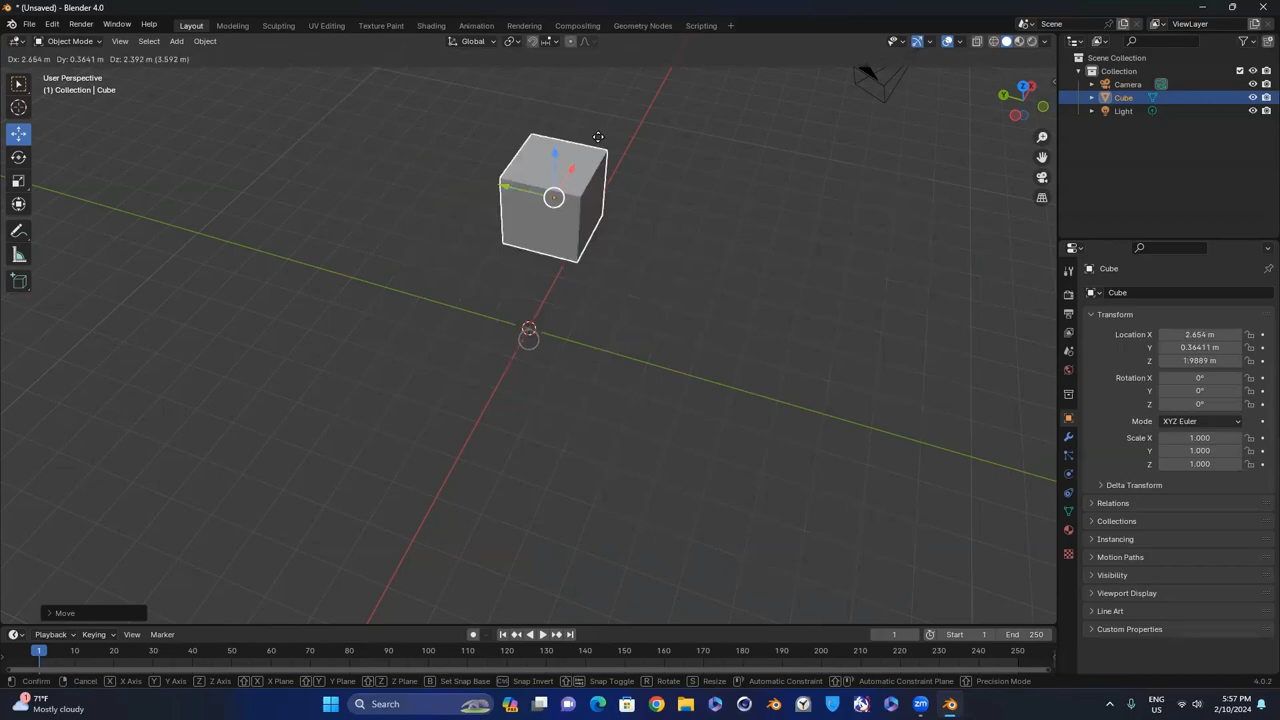 * (Unsaved) - Blender 4.0
File Edit Render Window Help Layout Modeling Sculpting UV Editing Texture Paint Shading Animation Rendering Compositing Geometry Nodes Scripting + Scene ViewLayer
Object Mode View Select Add Object Global
Dx: 2.654 m Dy: 0.3641 m Dz: 2.392 m (3.592 m)
User Perspective
(1) Collection | Cube
X
Y
Z
Scene Collection
Collection
Camera
Cube
Light
Cube
Cube
Transform
Location X 2.654 m
Y 0.36411 m
Z 1.9889 m
Rotation X 0°
Y 0°
Z 0°
Mode XYZ Euler
Scale X 1.000
Y 1.000
Z 1.000
Delta Transform
Relations
Collections
Instancing
Motion Paths
Visibility
Viewport Display
Line Art
Custom Properties
Move
Playback Keying View Marker 1 Start 1 End 250
1 10 20 30 40 50 60 70 80 90 100 110 120 130 140 150 160 170 180 190 200 210 220 230 240 250
Confirm Cancel X X Axis Y Y Axis Z Z Axis X X Plane Y Y Plane Z Z Plane B Set Snap Base Snap Invert Snap Toggle R Rotate S Resize Automatic Constraint Automatic Constraint Plane Precision Mode 4.0.2
71°F
Mostly cloudy
Search
zm
ENG
US
5:57 PM
2/10/2024